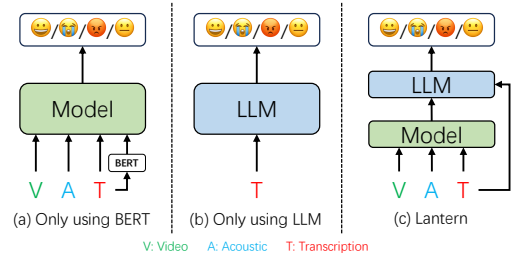 😀/😭/😡/😐 😀/😭/😡/😐 😀/😭/😡/😐
Model
BERT
V A T
(a) Only using BERT
LLM
T
(b) Only using LLM
LLM
Model
V A T
(c) Lantern
V: Video A: Acoustic T: Transcription